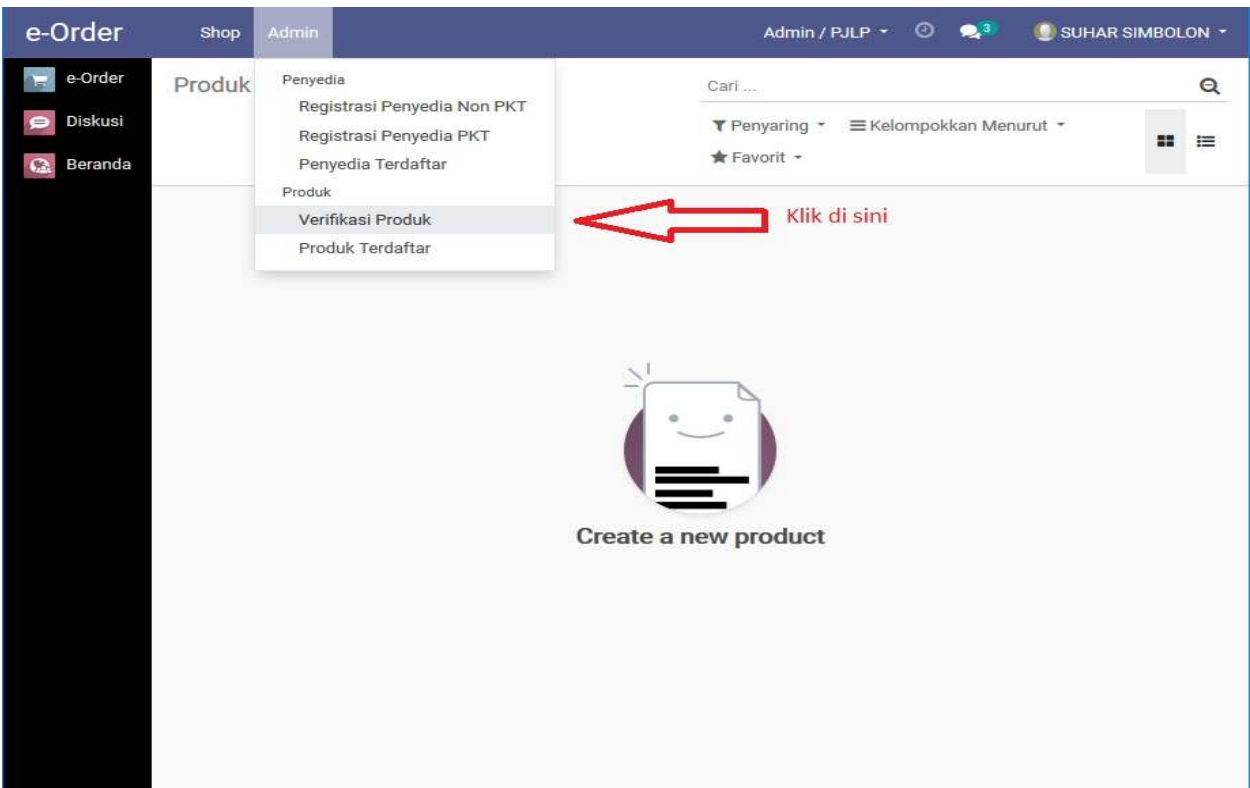 e-Order Shop Admin Admin / PJLP 3 SUHAR SIMBOLON
e-Order
Diskusi
Beranda
Produk
Penyedia
Registrasi Penyedia Non PKT
Registrasi Penyedia PKT
Penyedia Terdaftar
Produk
Verifikasi Produk
Produk Terdaftar
Cari ...
Penyaring Kelompokkan Menurut
Favorit
Klik di sini
Create a new product